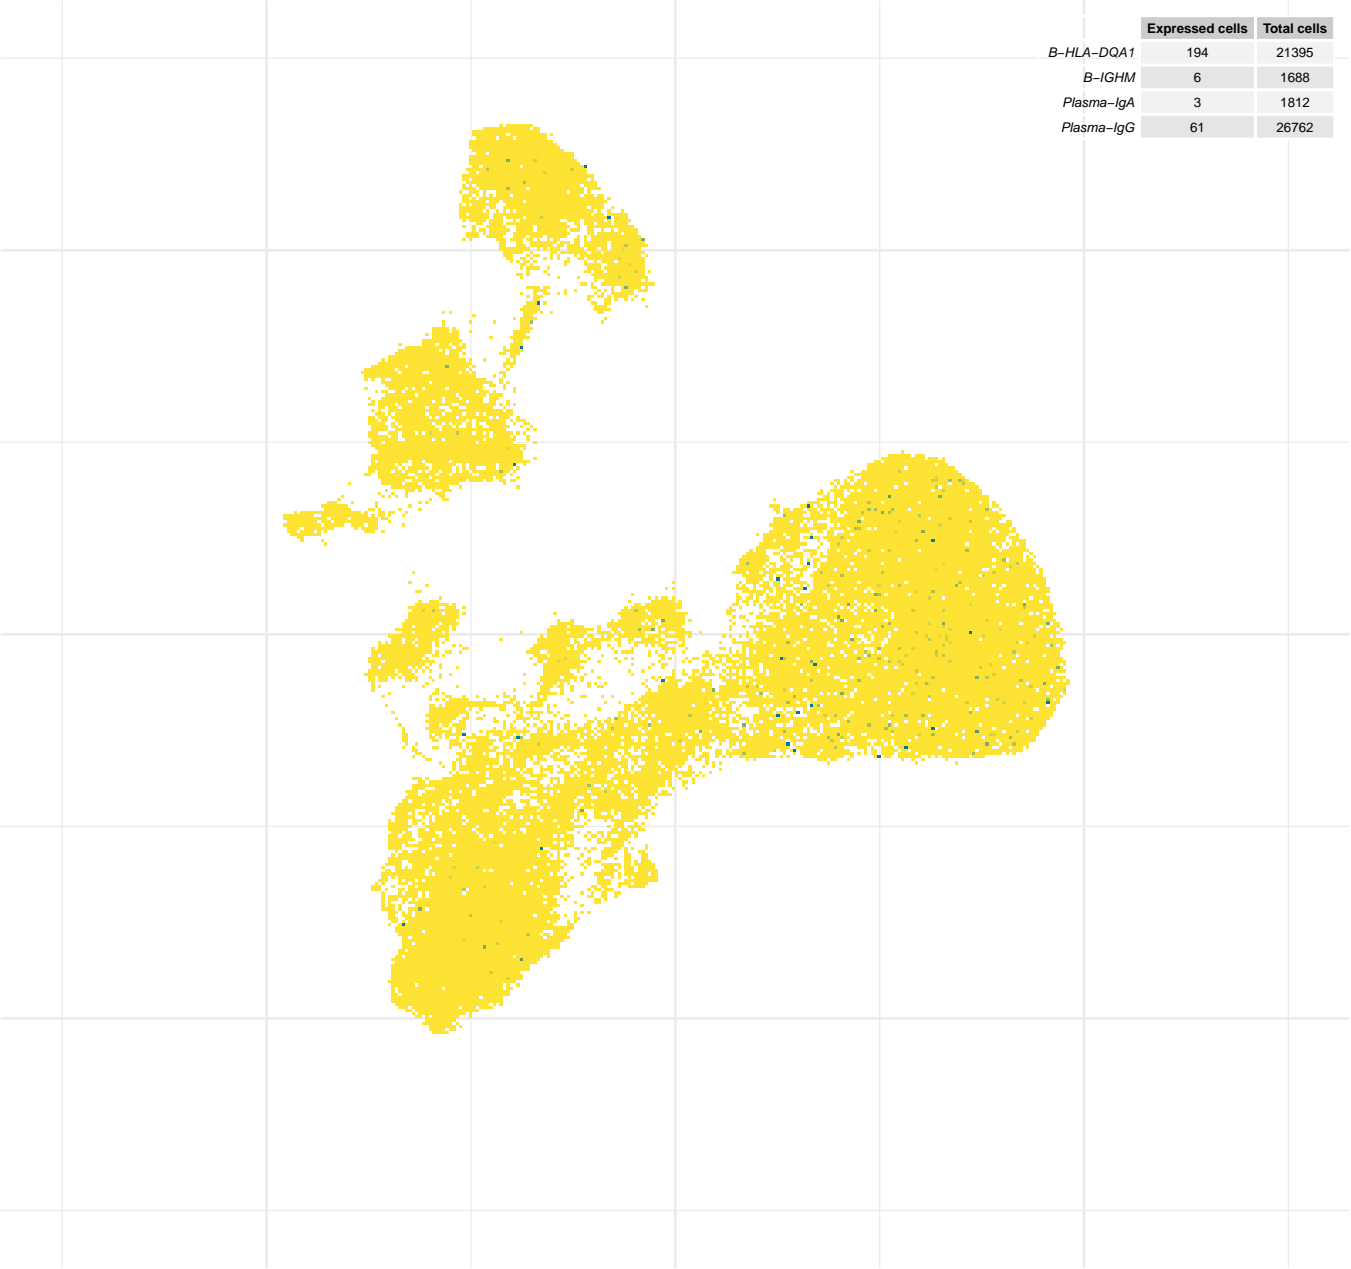 Expressed cells Total cells
B−HLA−DQA1 194 21395
B−IGHM 6 1688
Plasma−IgA 3 1812
Plasma−IgG 61 26762